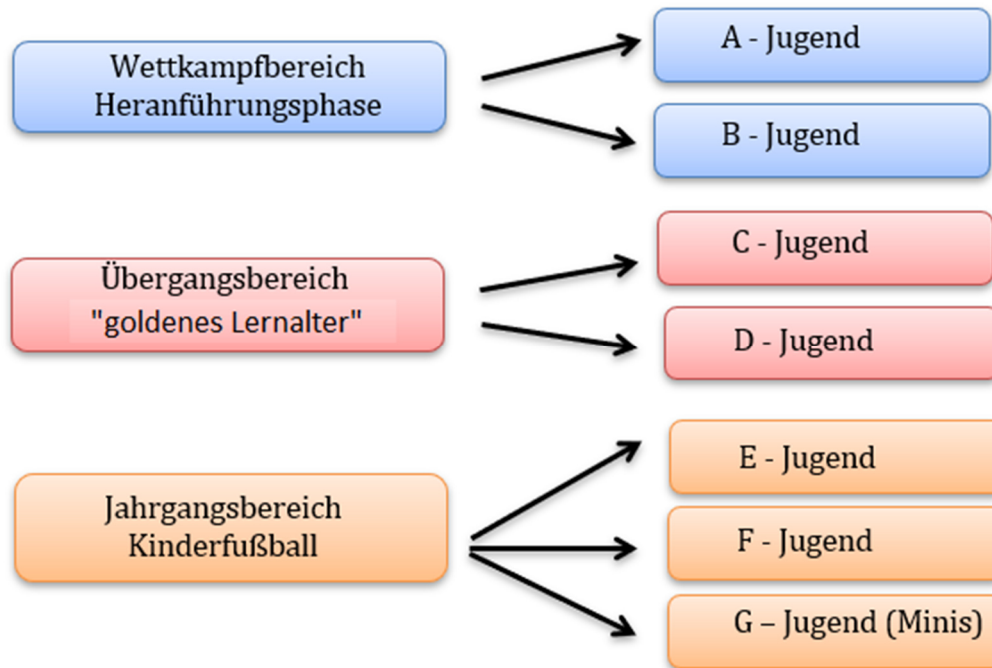 Wettkampfbereich
Heranführungsphase
A - Jugend
B - Jugend
Übergangsbereich
"goldenes Lernalter"
C - Jugend
D - Jugend
Jahrgangsbereich
Kinderfußball
E - Jugend
F - Jugend
G – Jugend (Minis)